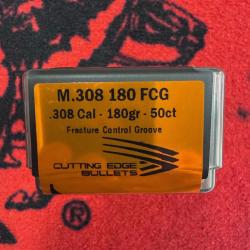 M.308 180 FCG
.308 Cal - 180gr - 50ct
Fracture Control Groove
CUTTING EDGE
BULLETS
®